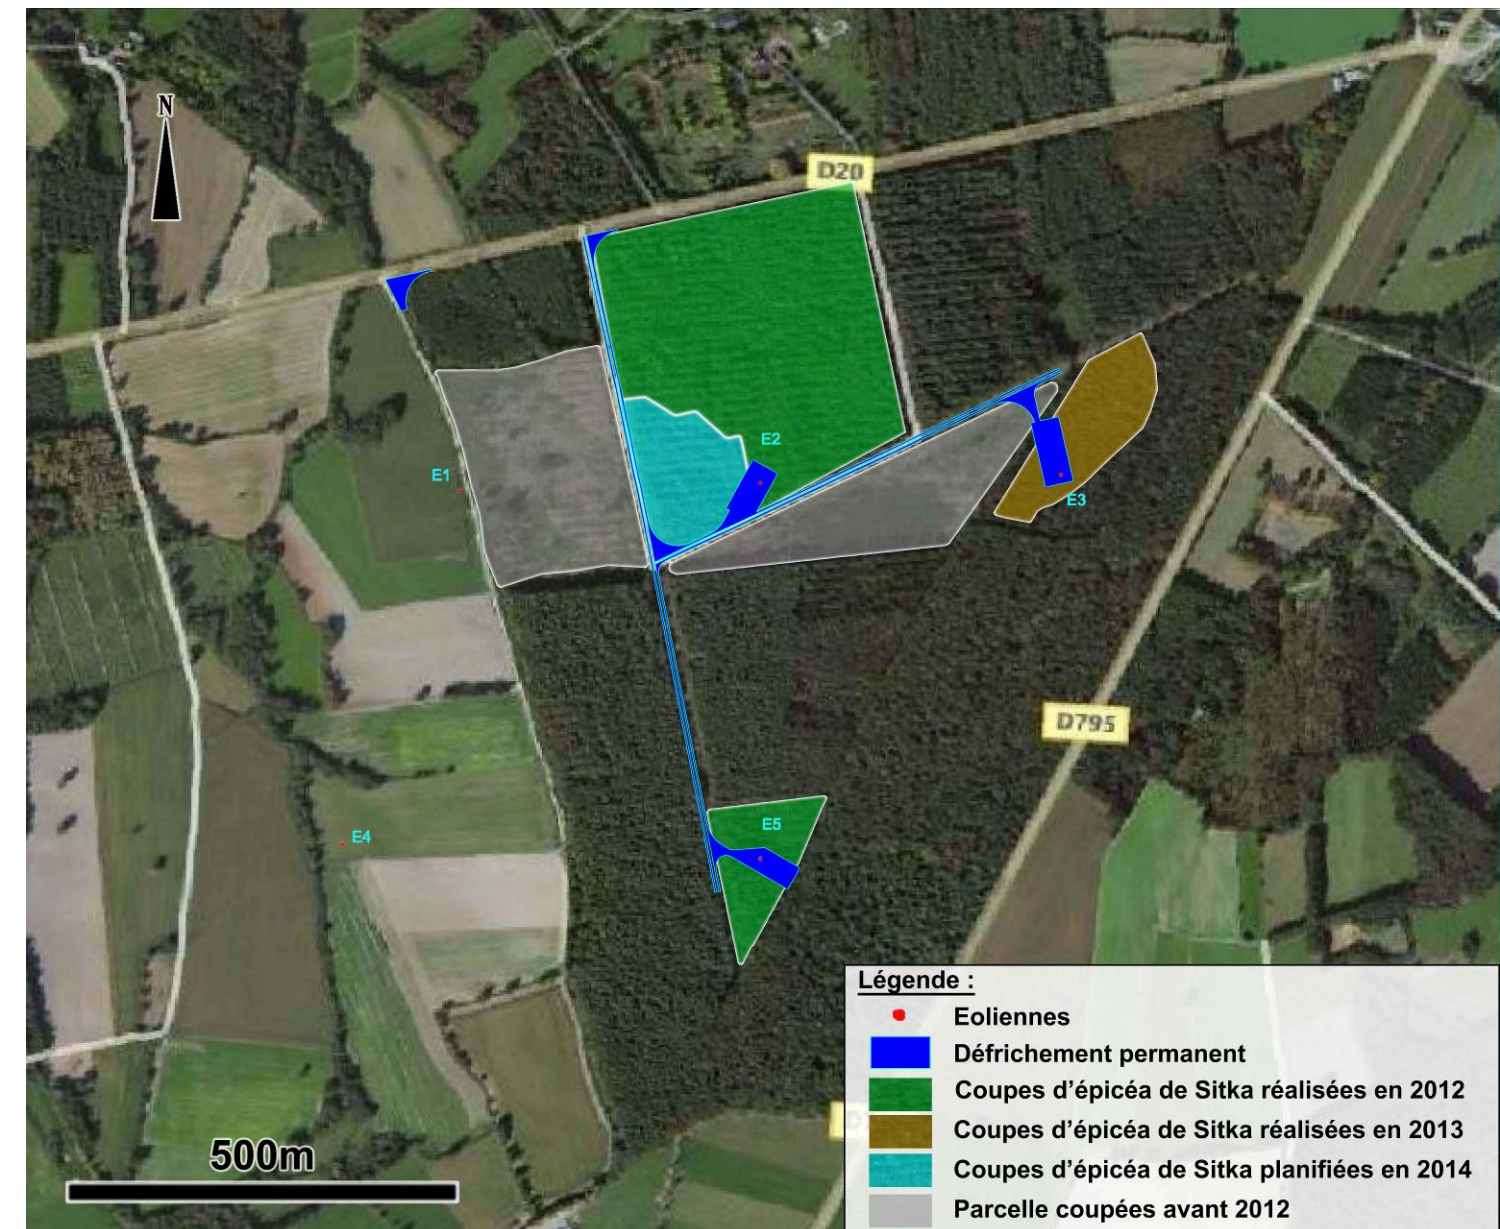 N
D20
E2
E1
E3
D795
E5
E4
Légende :
Eoliennes
Défrichement permanent
Coupes d'épicéa de Sitka réalisées en 2012
Coupes d'épicéa de Sitka réalisées en 2013
Coupes d'épicéa de Sitka planifiées en 2014
Parcelle coupées avant 2012
500m